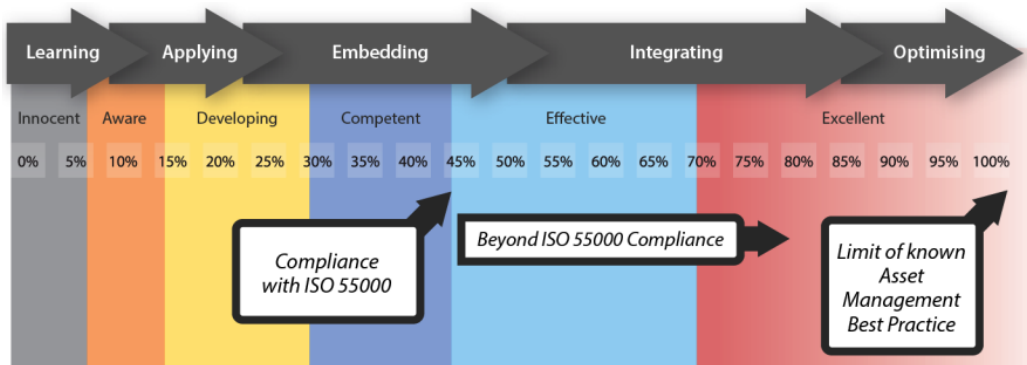 Learning Applying Embedding Integrating Optimising
Innocent Aware Developing Competent Effective Excellent
0% 5% 10% 15% 20% 25% 30% 35% 40% 45% 50% 55% 60% 65% 70% 75% 80% 85% 90% 95% 100%
Compliance
with ISO 55000
Beyond ISO 55000 Compliance
Limit of known
Asset
Management
Best Practice